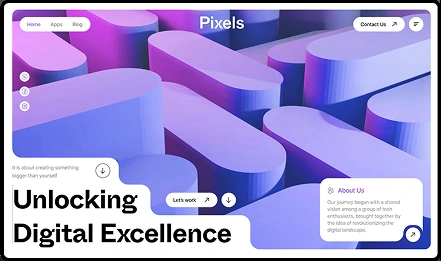 Home Apps Blog
Pixels
Contact Us
It is about creating something
bigger than yourself
Unlocking
Digital Excellence
Let's work
About Us
Our journey began with a shared
vision among a group of tech
enthusiasts, brought together by
the idea of revolutionizing the
digital landscape.